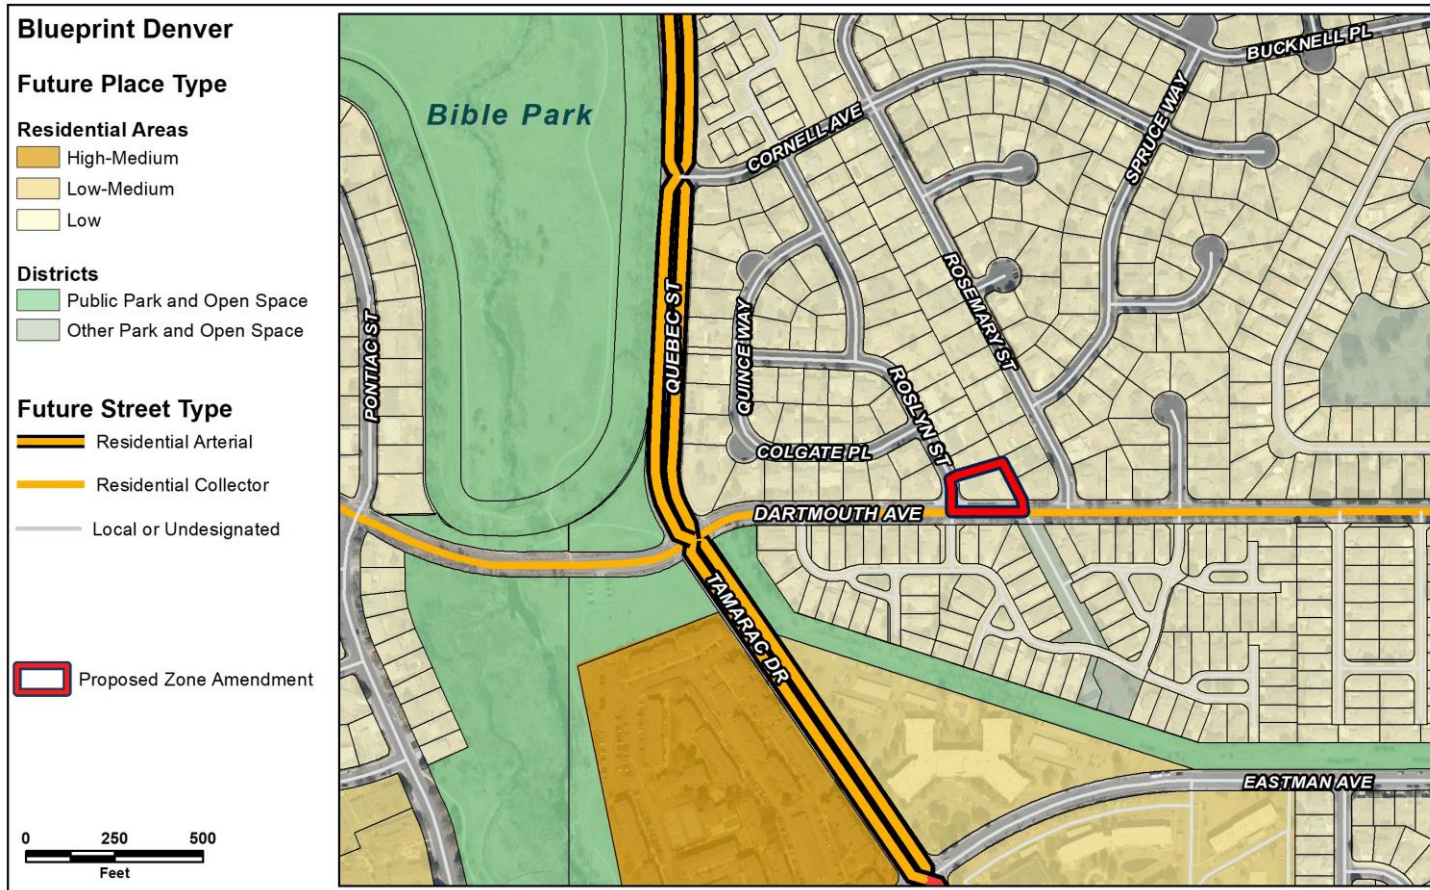 Blueprint Denver
Future Place Type
Residential Areas
High-Medium
Low-Medium
Low
Districts
Public Park and Open Space
Other Park and Open Space
Future Street Type
Residential Arterial
Residential Collector
Local or Undesignated
Proposed Zone Amendment
0 250 500
Feet
Bible Park
BUCKNELL PL
CORNELL AVE
SPRUCE WAY
PONTIAC ST
QUEBEC ST
QUINCE WAY
ROSEMARY ST
ROSLYN ST
COLGATE PL
DARTMOUTH AVE
TAMARAC DR
EASTMAN AVE